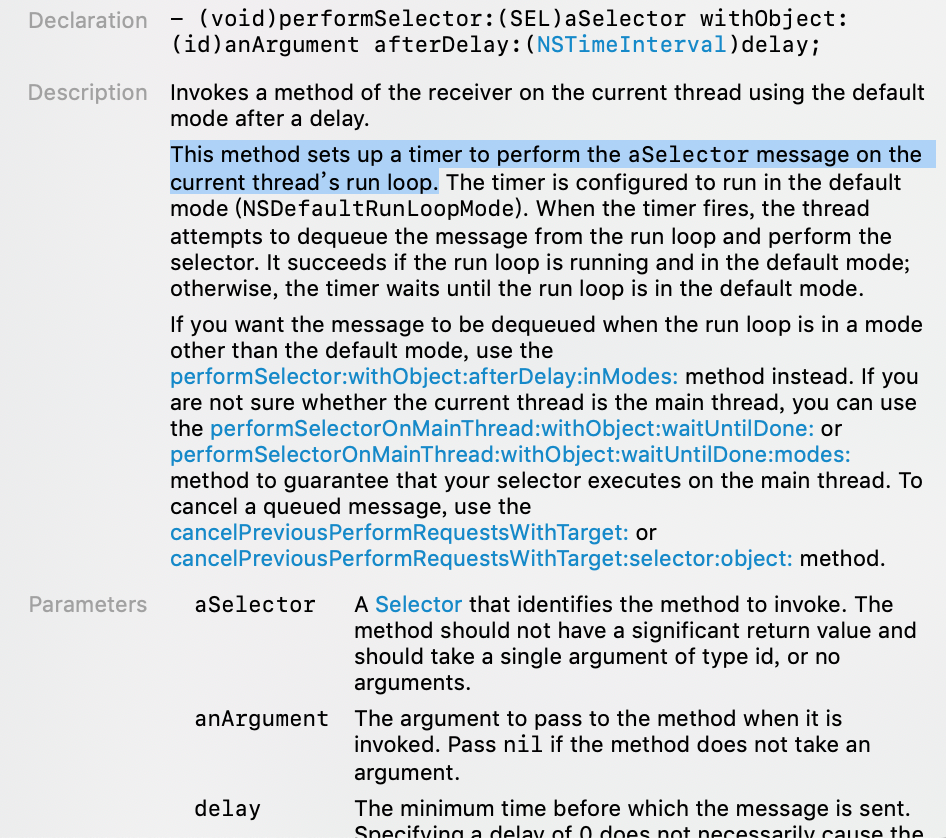 Declaration − (void)performSelector:(SEL)aSelector withObject:
(id)anArgument afterDelay:(NSTimeInterval)delay;
Description Invokes a method of the receiver on the current thread using the default
mode after a delay.
This method sets up a timer to perform the aSelector message on the
current thread’s run loop. The timer is configured to run in the default
mode (NSDefaultRunLoopMode). When the timer fires, the thread
attempts to dequeue the message from the run loop and perform the
selector. It succeeds if the run loop is running and in the default mode;
otherwise, the timer waits until the run loop is in the default mode.
If you want the message to be dequeued when the run loop is in a mode
other than the default mode, use the
performSelector:withObject:afterDelay:inModes: method instead. If you
are not sure whether the current thread is the main thread, you can use
the performSelectorOnMainThread:withObject:waitUntilDone: or
performSelectorOnMainThread:withObject:waitUntilDone:modes:
method to guarantee that your selector executes on the main thread. To
cancel a queued message, use the
cancelPreviousPerformRequestsWithTarget: or
cancelPreviousPerformRequestsWithTarget:selector:object: method.
Parameters aSelector A Selector that identifies the method to invoke. The
method should not have a significant return value and
should take a single argument of type id, or no
arguments.
anArgument The argument to pass to the method when it is
invoked. Pass nil if the method does not take an
argument.
delay The minimum time before which the message is sent.
Specifying a delay of 0 does not necessarily cause the